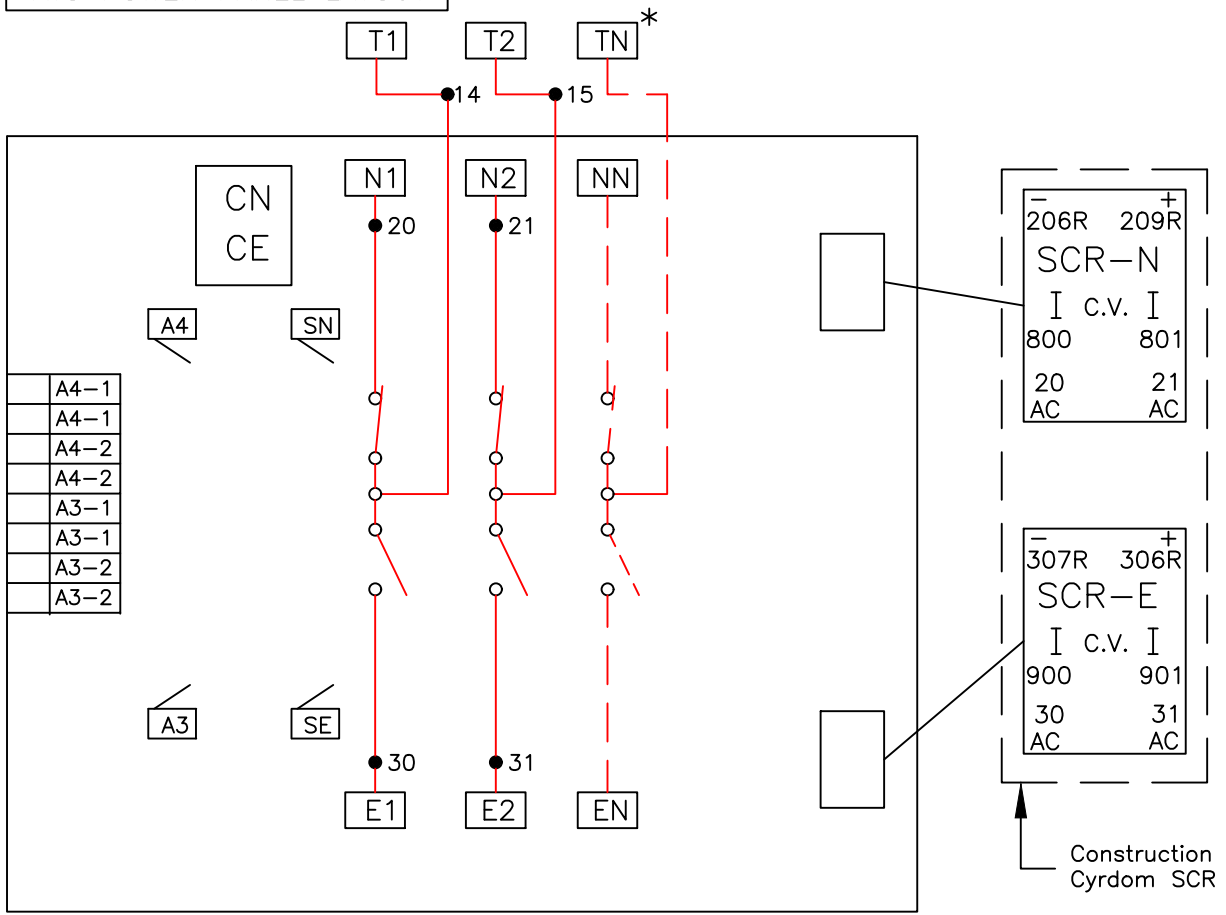 T1 T2 TN *
14 15
N1 N2 NN
CN
CE
20 21
A4 SN
A4-1
A4-1
A4-2
A4-2
A3-1
A3-1
A3-2
A3-2
A3 SE
30 31
E1 E2 EN
- +
206R 209R
SCR-N
I C.V. I
800 801
20 21
AC AC
- +
307R 306R
SCR-E
I C.V. I
900 901
30 31
AC AC
Construction
Cyrdom SCR